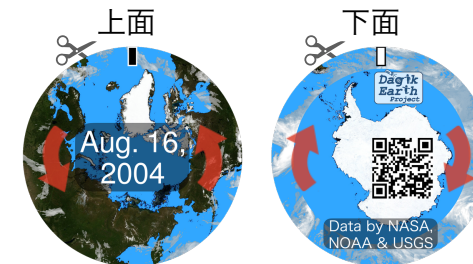 上面
下面
Aug. 16,
2004
Dagik
Earth
Project
Data by NASA,
NOAA & USGS